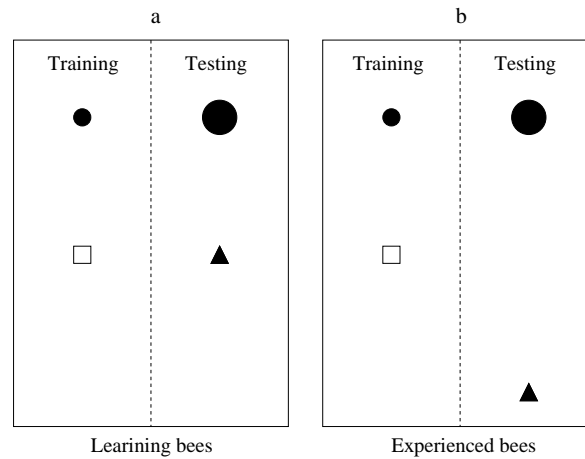 a
b
Training
Testing
Training
Testing
Learining bees
Experienced bees